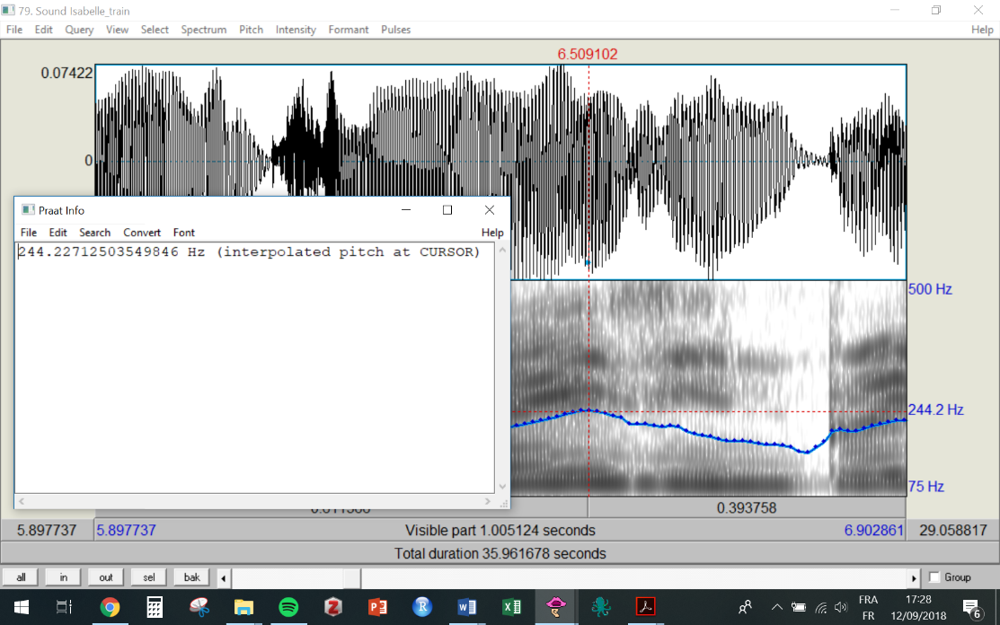 79. Sound Isabelle_train
File Edit Query View Select Spectrum Pitch Intensity Formant Pulses Help
6.509102
0.07422
0
Praat Info
File Edit Search Convert Font Help
244.22712503549846 Hz (interpolated pitch at CURSOR)
500 Hz
244.2 Hz
75 Hz
0.393758
5.897737 5.897737 Visible part 1.005124 seconds 6.902861 29.058817
Total duration 35.961678 seconds
all in out sel bak Group
FRA 17:28
FR 12/09/2018 6